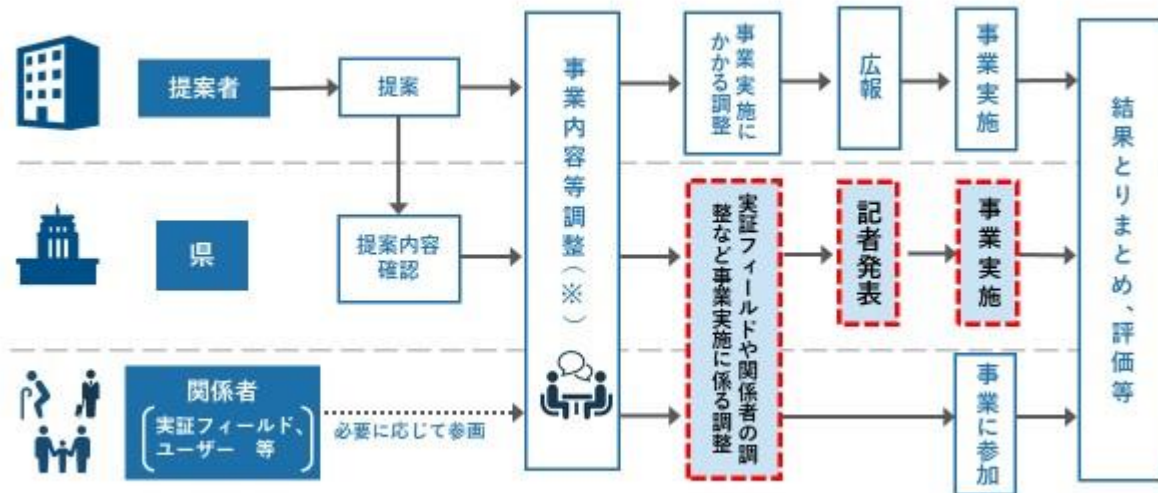 提案者
提案
事業内容等調整(※)
事業実施に
かかる調整
広報
事業実施
結果とりまとめ、評価等
県
提案内容
確認
実証フィールドや関係者の調
整など事業実施に係る調整
記者発表
事業実施
関係者
実証フィールド、
ユーザー 等
必要に応じて参画
事業に参加